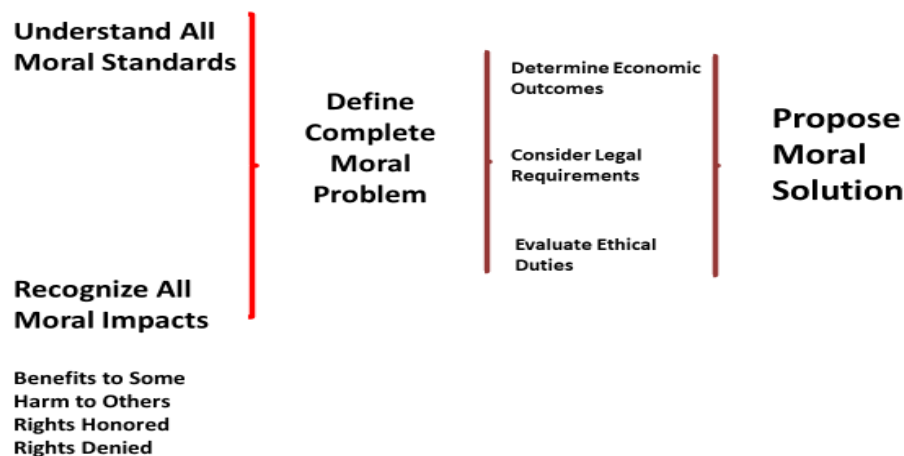 Understand All
Moral Standards
Recognize All
Moral Impacts
Benefits to Some
Harm to Others
Rights Honored
Rights Denied
Define
Complete
Moral
Problem
Determine Economic
Outcomes
Consider Legal
Requirements
Evaluate Ethical
Duties
Propose
Moral
Solution